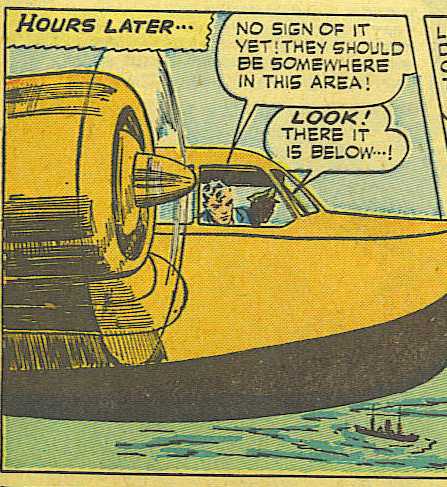 HOURS LATER...
NO SIGN OF IT
YET! THEY SHOULD
BE SOMEWHERE
IN THIS AREA!
LOOK!
THERE IT
IS BELOW...!